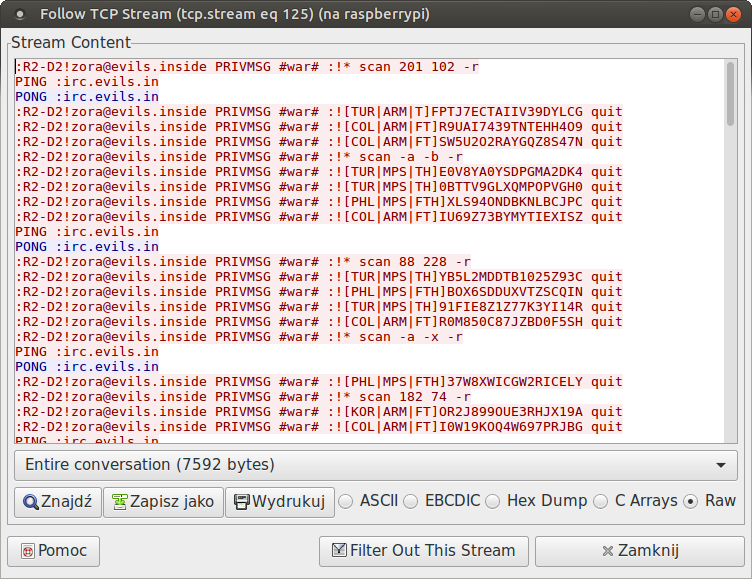 Follow TCP Stream (tcp.stream eq 125) (na raspberrypi)
Stream Content
:R2-D2!zora@evils.inside PRIVMSG #war# :!* scan 201 102 -r
PING :irc.evils.in
PONG :irc.evils.in
:R2-D2!zora@evils.inside PRIVMSG #war# :![TUR|ARM|T]FPTJ7ECTAIIV39DYLCG quit
:R2-D2!zora@evils.inside PRIVMSG #war# :![COL|ARM|FT]R9UAI7439TNTEHH4O9 quit
:R2-D2!zora@evils.inside PRIVMSG #war# :![COL|ARM|FT]SW5U2O2RAYGQZ8S47N quit
:R2-D2!zora@evils.inside PRIVMSG #war# :!* scan -a -b -r
:R2-D2!zora@evils.inside PRIVMSG #war# :![TUR|MPS|TH]E0V8YA0YSDPGMA2DK4 quit
:R2-D2!zora@evils.inside PRIVMSG #war# :![TUR|MPS|TH]0BTTV9GLXQMPOPVGH0 quit
:R2-D2!zora@evils.inside PRIVMSG #war# :![PHL|MPS|FTH]XLS94ONDBKNLBCJPC quit
:R2-D2!zora@evils.inside PRIVMSG #war# :![COL|ARM|FT]IU69Z73BYMYTIEXISZ quit
PING :irc.evils.in
PONG :irc.evils.in
:R2-D2!zora@evils.inside PRIVMSG #war# :!* scan 88 228 -r
:R2-D2!zora@evils.inside PRIVMSG #war# :![TUR|MPS|TH]YB5L2MDDTB1025Z93C quit
:R2-D2!zora@evils.inside PRIVMSG #war# :![PHL|MPS|FTH]BOX6SDDUXVTZSCQIN quit
:R2-D2!zora@evils.inside PRIVMSG #war# :![TUR|MPS|TH]91FIE8Z1Z77K3YI14R quit
:R2-D2!zora@evils.inside PRIVMSG #war# :![COL|ARM|FT]R0M850C87JZBD0F5SH quit
:R2-D2!zora@evils.inside PRIVMSG #war# :!* scan -a -x -r
PING :irc.evils.in
PONG :irc.evils.in
:R2-D2!zora@evils.inside PRIVMSG #war# :![PHL|MPS|FTH]37W8XWICGW2RICELY quit
:R2-D2!zora@evils.inside PRIVMSG #war# :!* scan 182 74 -r
:R2-D2!zora@evils.inside PRIVMSG #war# :![KOR|ARM|FT]OR2J899OUE3RHJX19A quit
:R2-D2!zora@evils.inside PRIVMSG #war# :![COL|ARM|FT]I0W19KOQ4W697PRJBG quit
PING :irc.evils.in
Entire conversation (7592 bytes)
Znajdź Zapisz jako Wydrukuj ASCII EBCDIC Hex Dump C Arrays Raw
Pomoc Filter Out This Stream Zamknij